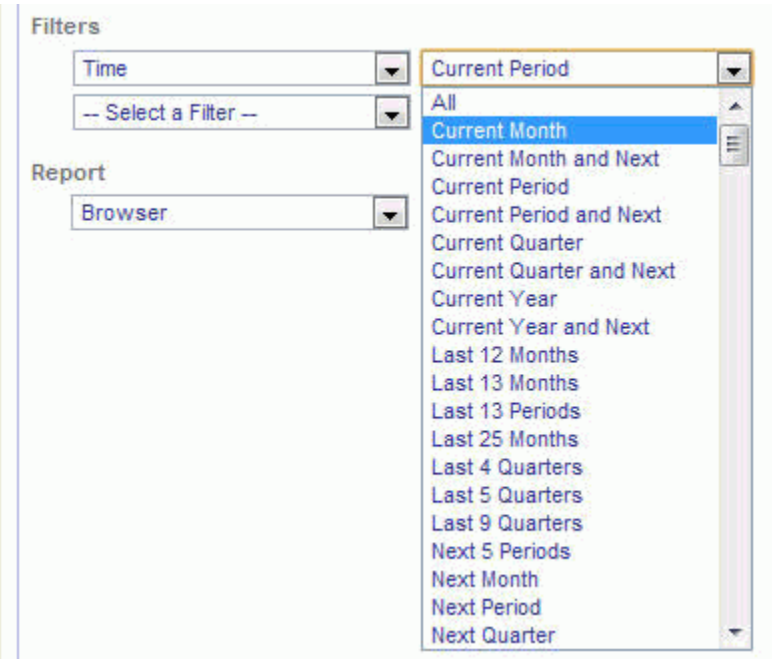 Filters
Time
Current Period
-- Select a Filter --
All
Current Month
Current Month and Next
Current Period
Current Period and Next
Current Quarter
Current Quarter and Next
Current Year
Current Year and Next
Last 12 Months
Last 13 Months
Last 13 Periods
Last 25 Months
Last 4 Quarters
Last 5 Quarters
Last 9 Quarters
Next 5 Periods
Next Month
Next Period
Next Quarter
Report
Browser